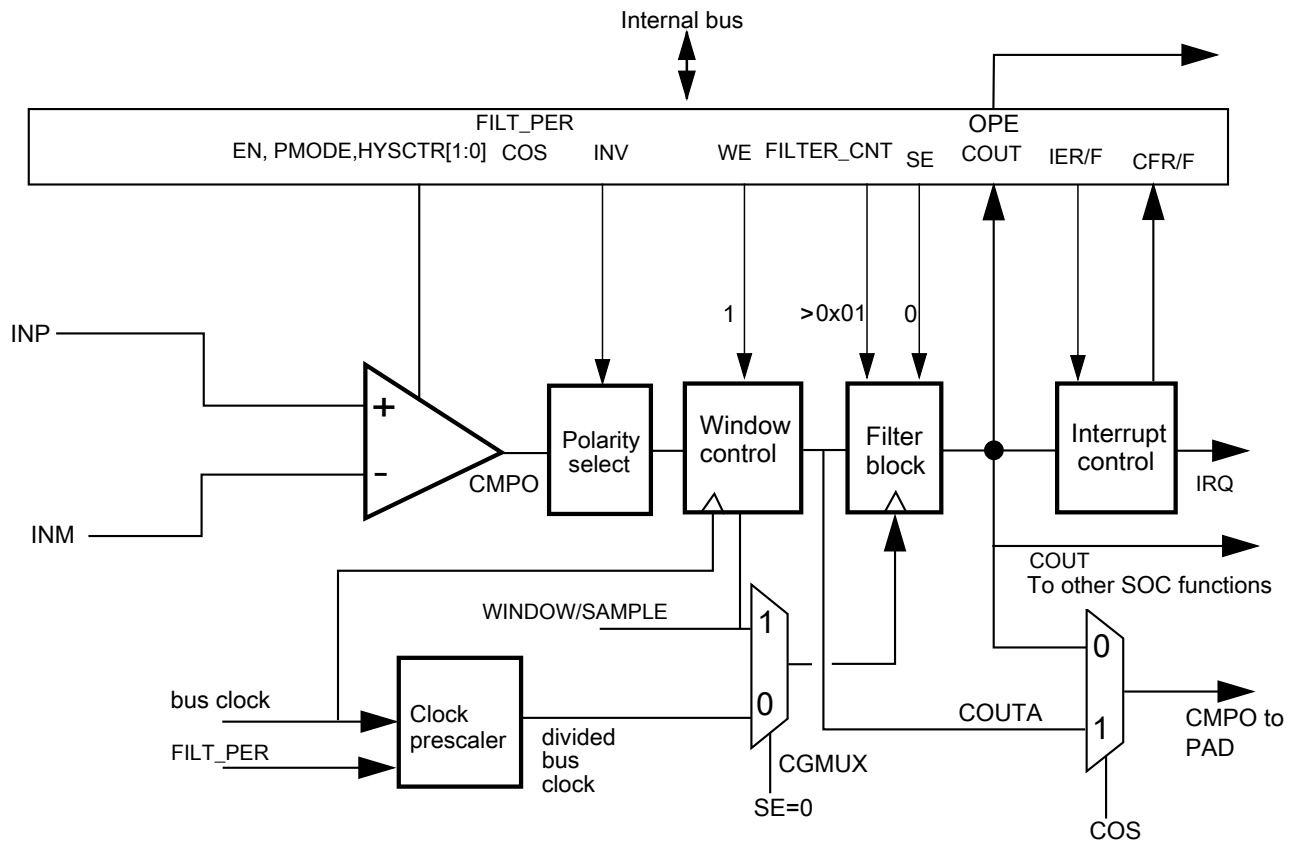 Internal bus
FILT_PER
OPE
EN, PMODE,HYSCTR[1:0] COS INV WE FILTER_CNT SE COUT IER/F CFR/F
1 >0x01 0
INP
+
-
INM
CMPO
Polarity
select
Window
control
Filter
block
Interrupt
control
IRQ
COUT
To other SOC functions
WINDOW/SAMPLE
1
0
0
1
bus clock
FILT_PER
Clock
prescaler
divided
bus
clock
CGMUX
SE=0
COUTA
CMPO to
PAD
COS